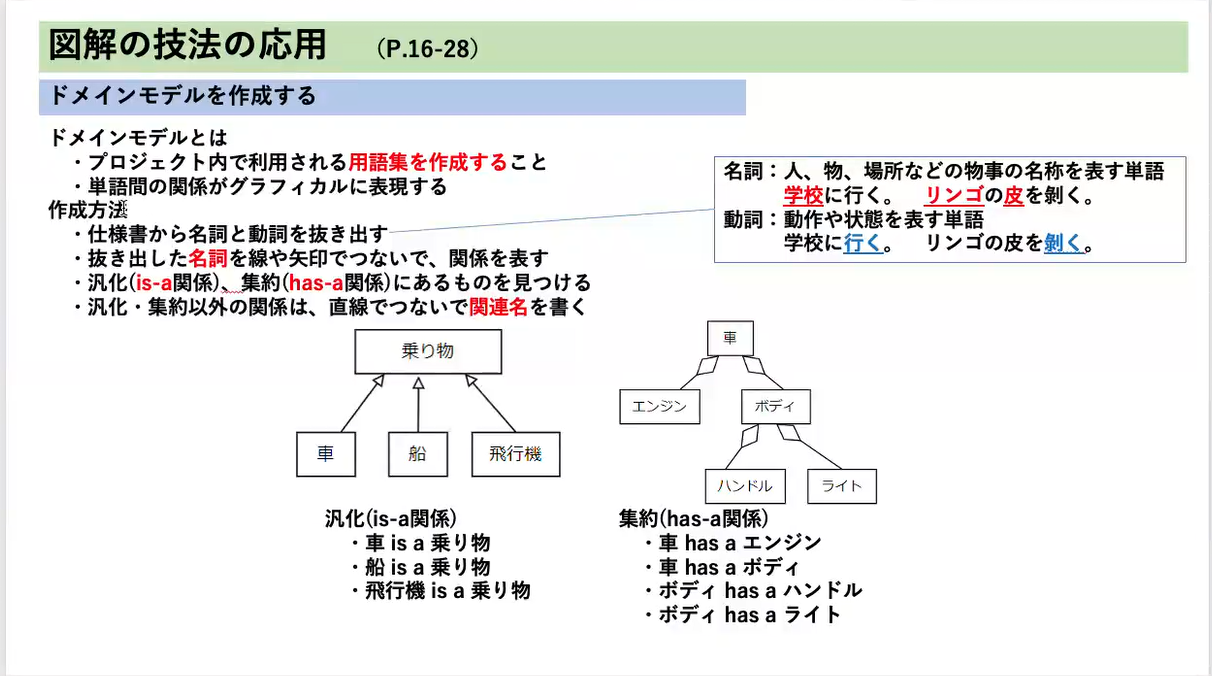 図解の技法の応用 （P.16-28）
ドメインモデルを作成する
ドメインモデルとは
・プロジェクト内で利用される用語集を作成すること
・単語間の関係がグラフィカルに表現する
作成方法
・仕様書から名詞と動詞を抜き出す
・抜き出した名詞を線や矢印でつないで、関係を表す
・汎化(is-a関係)、集約(has-a関係)にあるものを見つける
・汎化・集約以外の関係は、直線でつないで関連名を書く
名詞：人、物、場所などの物事の名称を表す単語
学校に行く。 リンゴの皮を剝く。
動詞：動作や状態を表す単語
学校に行く。 リンゴの皮を剝く。
乗り物
車
船
飛行機
汎化(is-a関係)
・車 is a 乗り物
・船 is a 乗り物
・飛行機 is a 乗り物
車
エンジン
ボディ
ハンドル
ライト
集約(has-a関係)
・車 has a エンジン
・車 has a ボディ
・ボディ has a ハンドル
・ボディ has a ライト